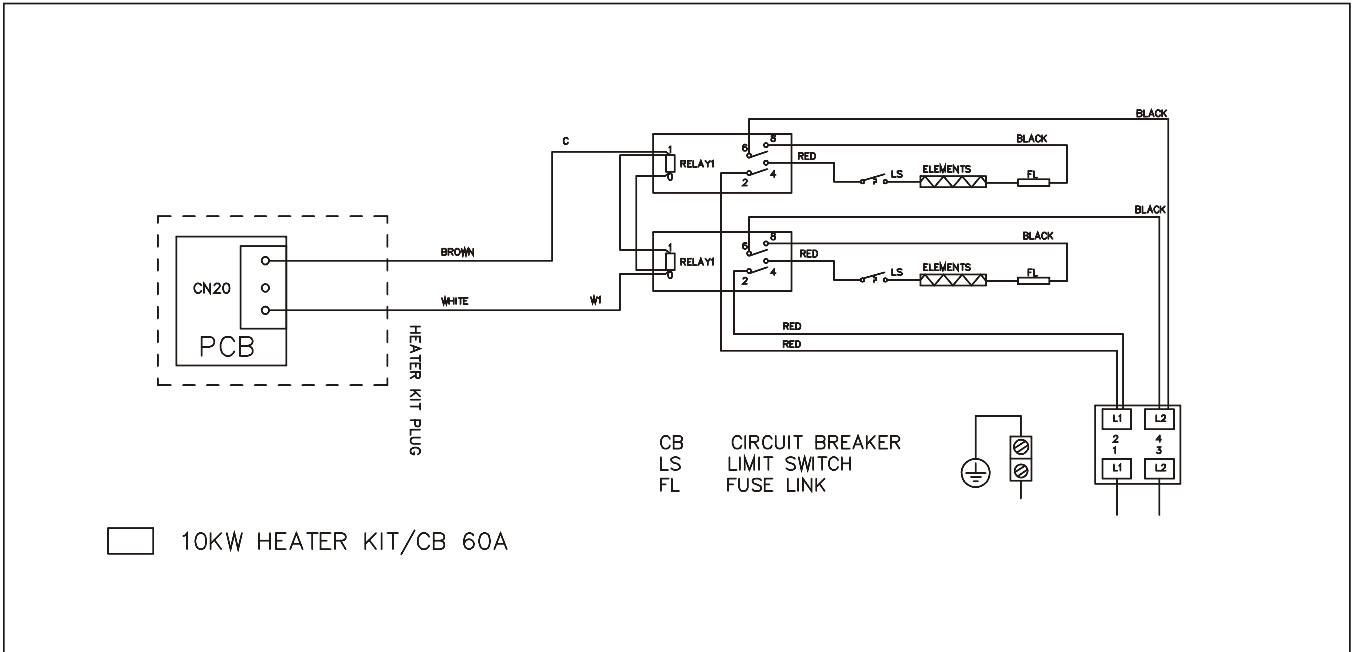 BLACK
C
8
BLACK
1
6
RELAY1
RED
ELEMENTS
LS
FL
0
4
2
BLACK
8
BLACK
1
6
BROWN
RELAY1
RED
ELEMENTS
LS
FL
0
4
2
CN20
WHITE
W1
RED
RED
PCB
HEATER KIT PLUG
L1 L2
2 4
1 3
L1 L2
CB CIRCUIT BREAKER
LS LIMIT SWITCH
FL FUSE LINK
10KW HEATER KIT/CB 60A